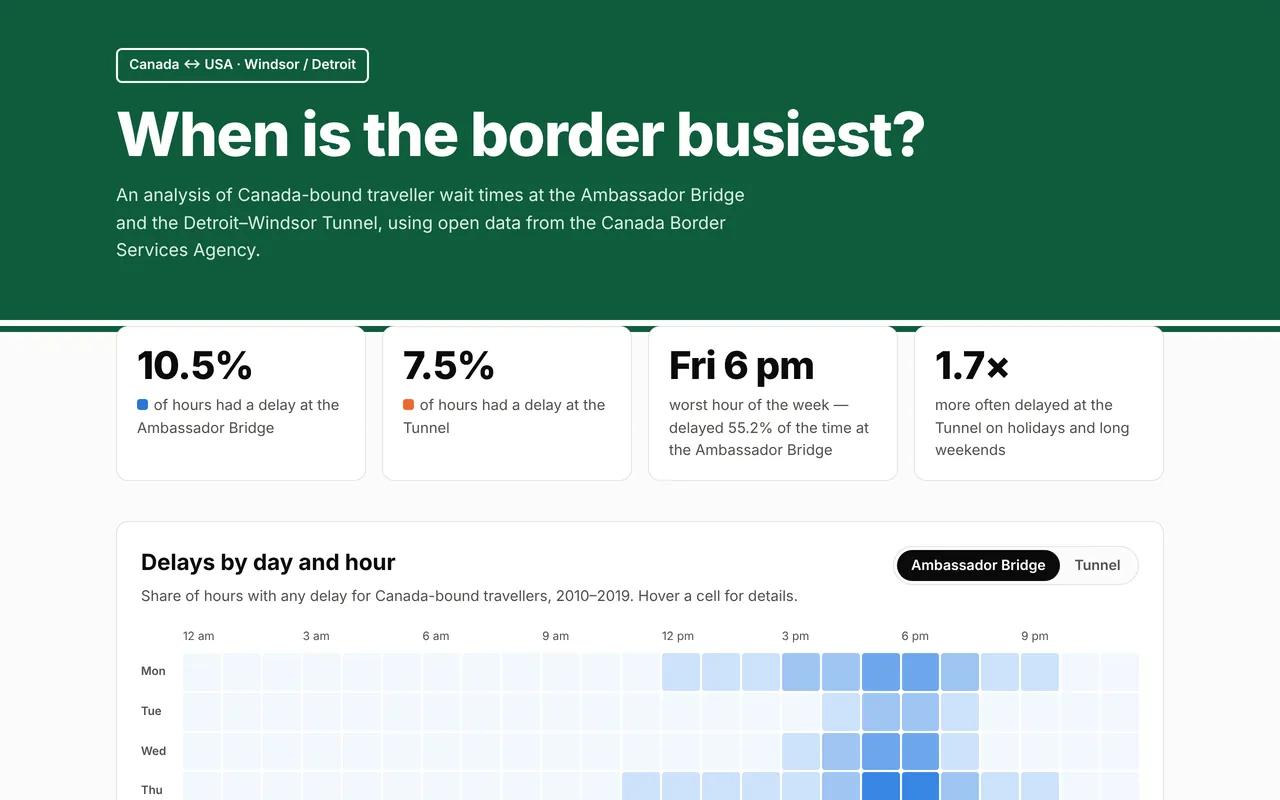 Canada ↔ USA · Windsor / Detroit
When is the border busiest?
An analysis of Canada-bound traveller wait times at the Ambassador Bridge
and the Detroit–Windsor Tunnel, using open data from the Canada Border
Services Agency.
10.5%
of hours had a delay at the
Ambassador Bridge
7.5%
of hours had a delay at the
Tunnel
Fri 6 pm
worst hour of the week —
delayed 55.2% of the time at
the Ambassador Bridge
1.7×
more often delayed at the
Tunnel on holidays and long
weekends
Delays by day and hour
Ambassador Bridge Tunnel
Share of hours with any delay for Canada-bound travellers, 2010–2019. Hover a cell for details.
12 am 3 am 6 am 9 am 12 pm 3 pm 6 pm 9 pm
Mon
Tue
Wed
Thu